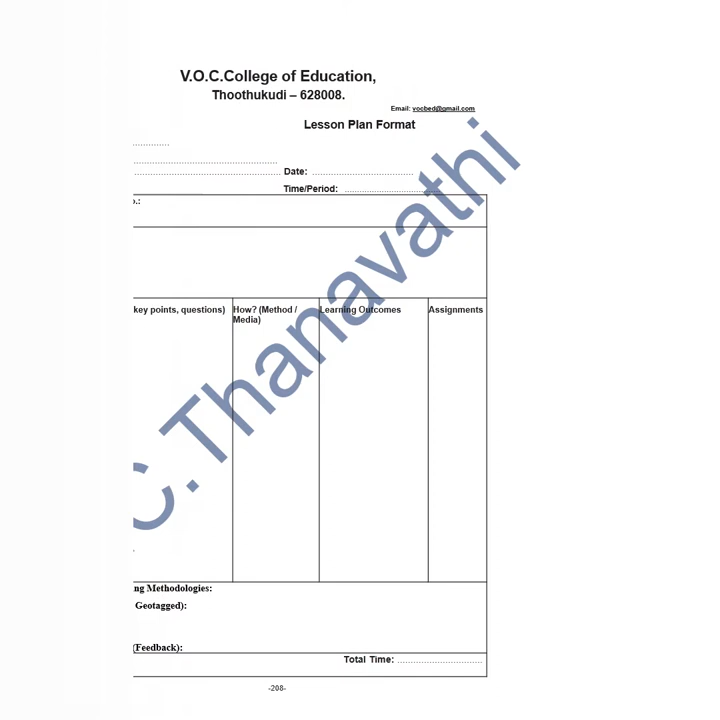 V.O.C.College of Education,
Thoothukudi – 628008.
Email: vocbed@gmail.com
Lesson Plan Format
Date:
Time/Period:
key points, questions) How? (Method / Media) Learning Outcomes Assignments
ng Methodologies:
Geotagged):
(Feedback):
Total Time:
-208-
C.Thanavathi